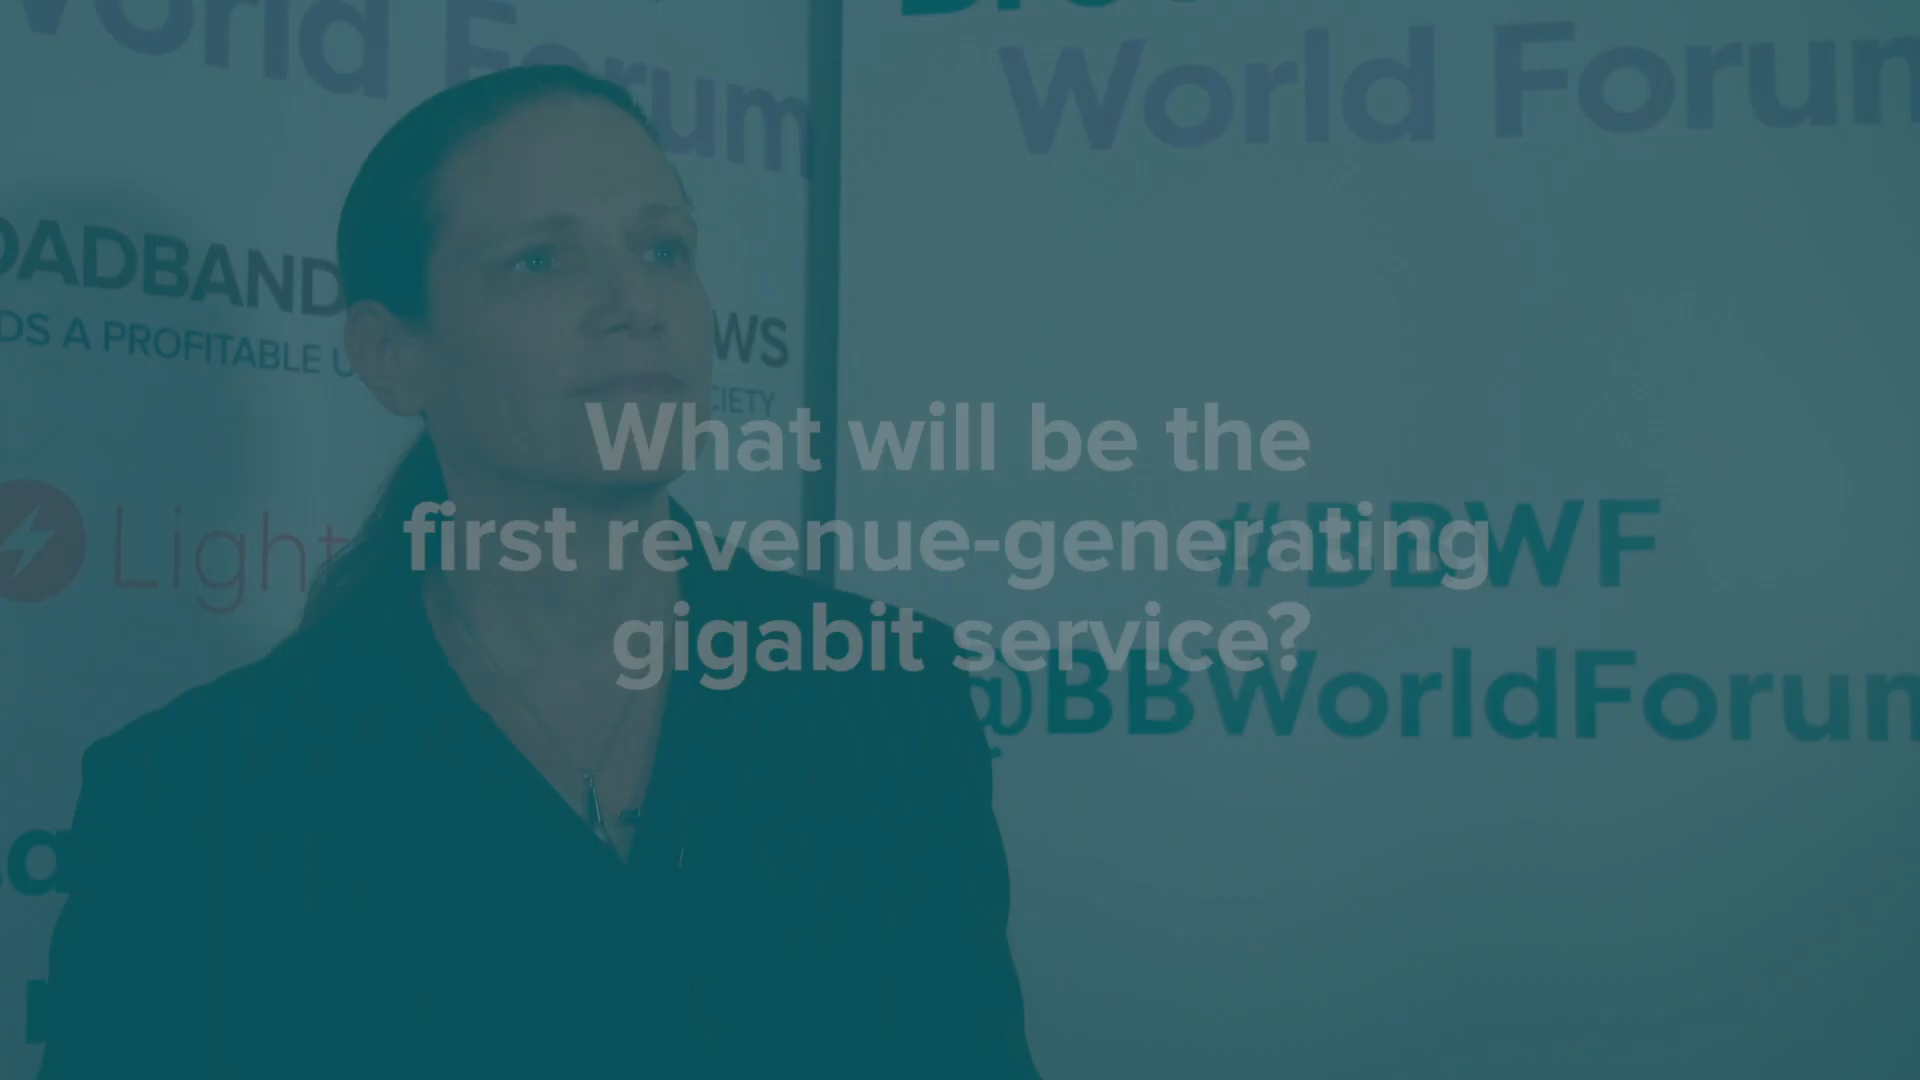 World Forum
World Forum
OADBAND
WS
DS A PROFITABLE U
CIETY
Light
What will be the
first revenue-generating
gigabit service?
#BBWF
@BBWorldForum